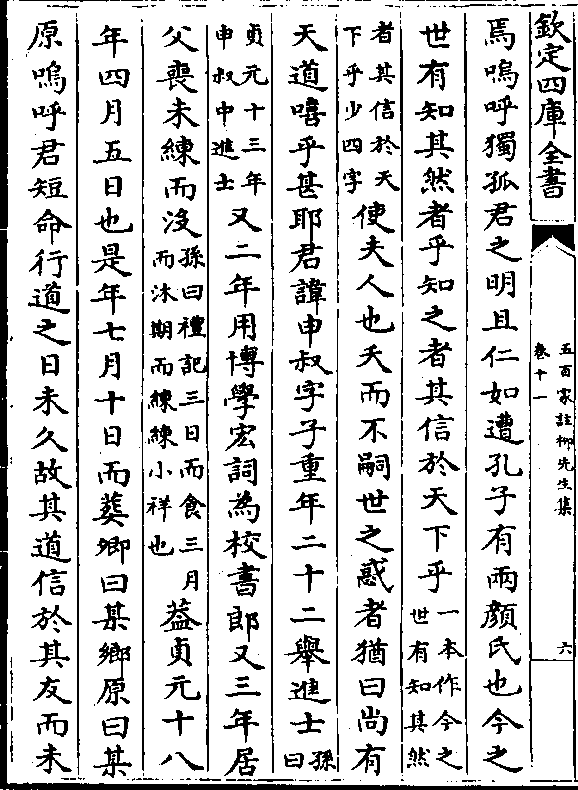 欽定四庫全書
五百家註柳先生集
卷十一
六
焉嗚呼獨孤君之明且仁如遭孔子有兩顔氏也今之
世有知其然者乎知之者其信於天下乎一本作今之世有知其然
者其信於天下乎少四字使夫人也夭而不嗣世之惑者猶曰尚有
天道嘻乎甚耶君諱申叔字子重年二十二舉進士孫曰
貞元十三年申叔中進士又二年用博學宏詞為校書郎又三年居
父喪未練而沒孫曰禮記三日而食三月而沐期而練練小祥也葢貞元十八
年四月五日也是年七月十日而葬卿曰某鄉原曰某
原嗚呼君短命行道之日未久故其道信於其友而未